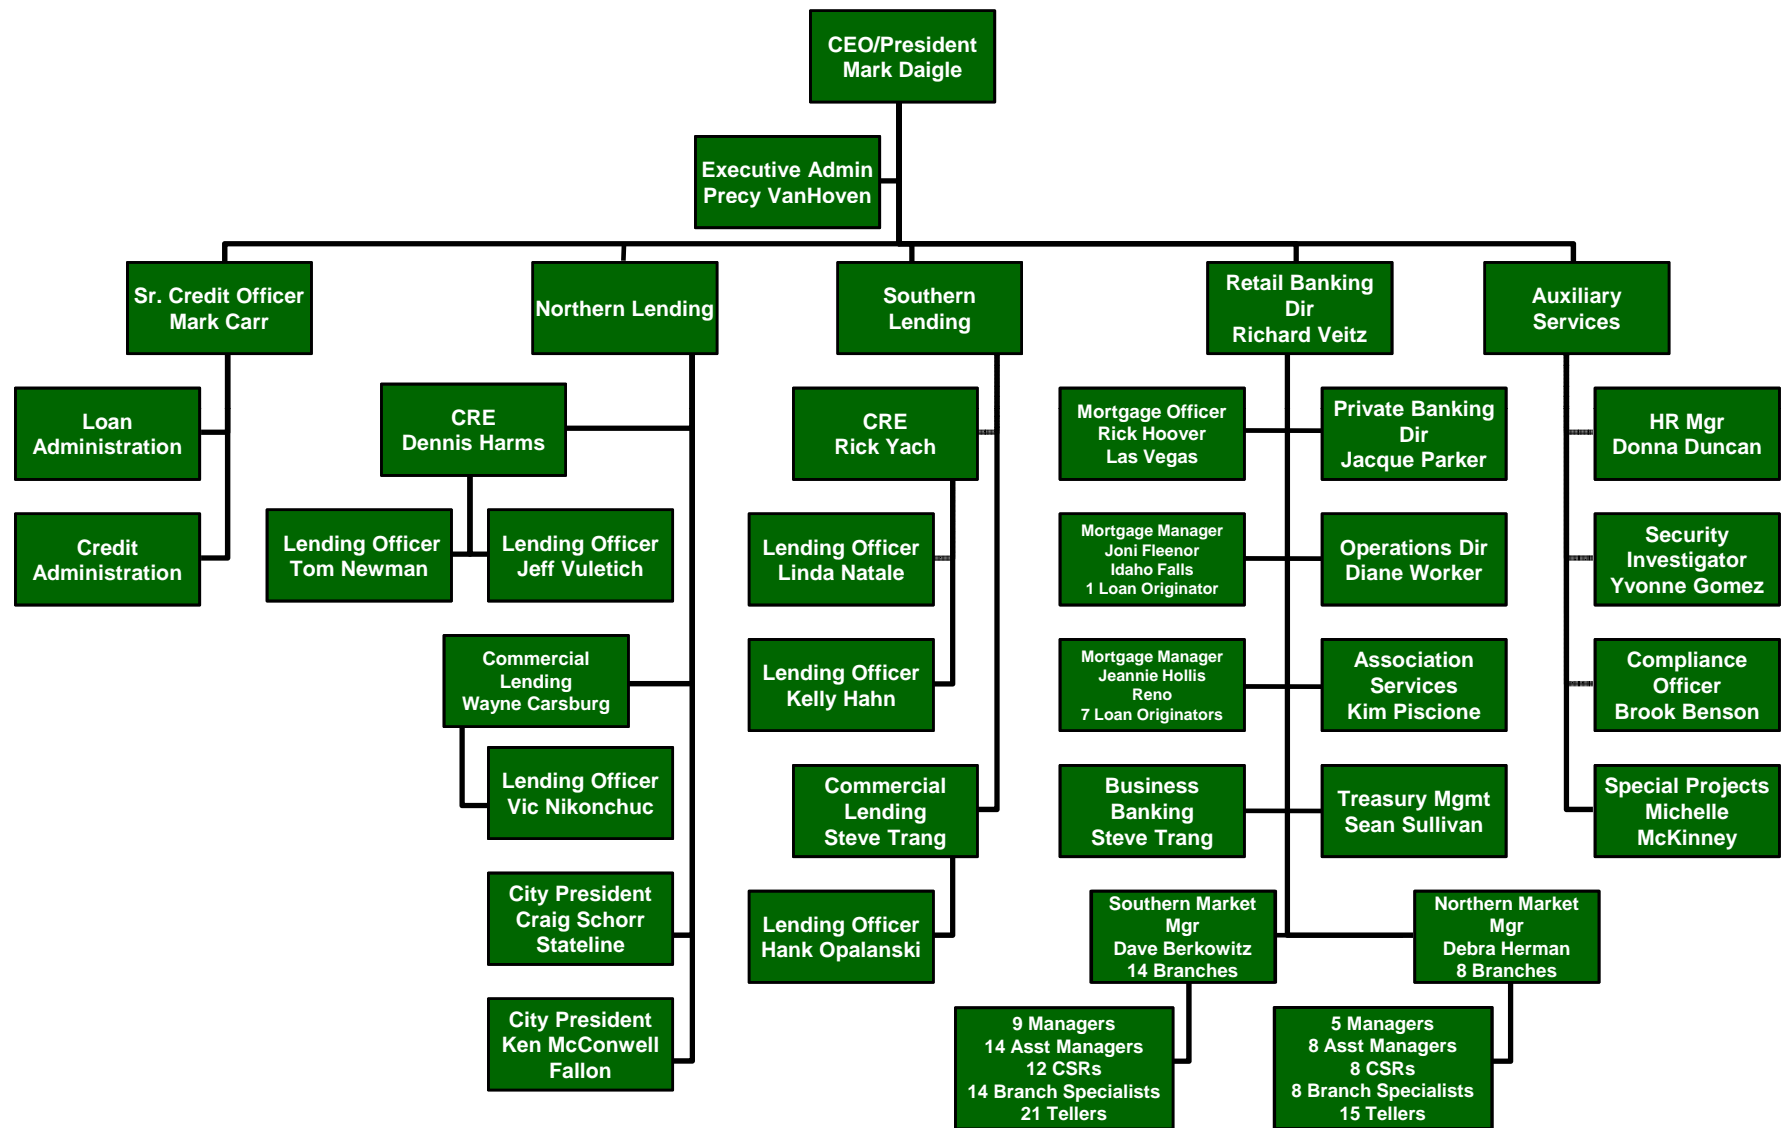 CEO/President
Mark Daigle
Executive Admin
Precy VanHoven
Sr. Credit Officer
Mark Carr
Northern Lending
Southern
Lending
Retail Banking
Dir
Richard Veitz
Auxiliary
Services
Loan
Administration
Credit
Administration
CRE
Dennis Harms
Lending Officer
Tom Newman
Lending Officer
Jeff Vuletich
Commercial
Lending
Wayne Carsburg
Lending Officer
Vic Nikonchuc
City President
Craig Schorr
Stateline
City President
Ken McConwell
Fallon
CRE
Rick Yach
Lending Officer
Linda Natale
Lending Officer
Kelly Hahn
Commercial
Lending
Steve Trang
Lending Officer
Hank Opalanski
Mortgage Officer
Rick Hoover
Las Vegas
Private Banking
Dir
Jacque Parker
Mortgage Manager
Joni Fleenor
Idaho Falls
1 Loan Originator
Operations Dir
Diane Worker
Mortgage Manager
Jeannie Hollis
Reno
7 Loan Originators
Association
Services
Kim Piscione
Business
Banking
Steve Trang
Treasury Mgmt
Sean Sullivan
Southern Market
Mgr
Dave Berkowitz
14 Branches
Northern Market
Mgr
Debra Herman
8 Branches
9 Managers
14 Asst Managers
12 CSRs
14 Branch Specialists
21 Tellers
5 Managers
8 Asst Managers
8 CSRs
8 Branch Specialists
15 Tellers
HR Mgr
Donna Duncan
Security
Investigator
Yvonne Gomez
Compliance
Officer
Brook Benson
Special Projects
Michelle
McKinney